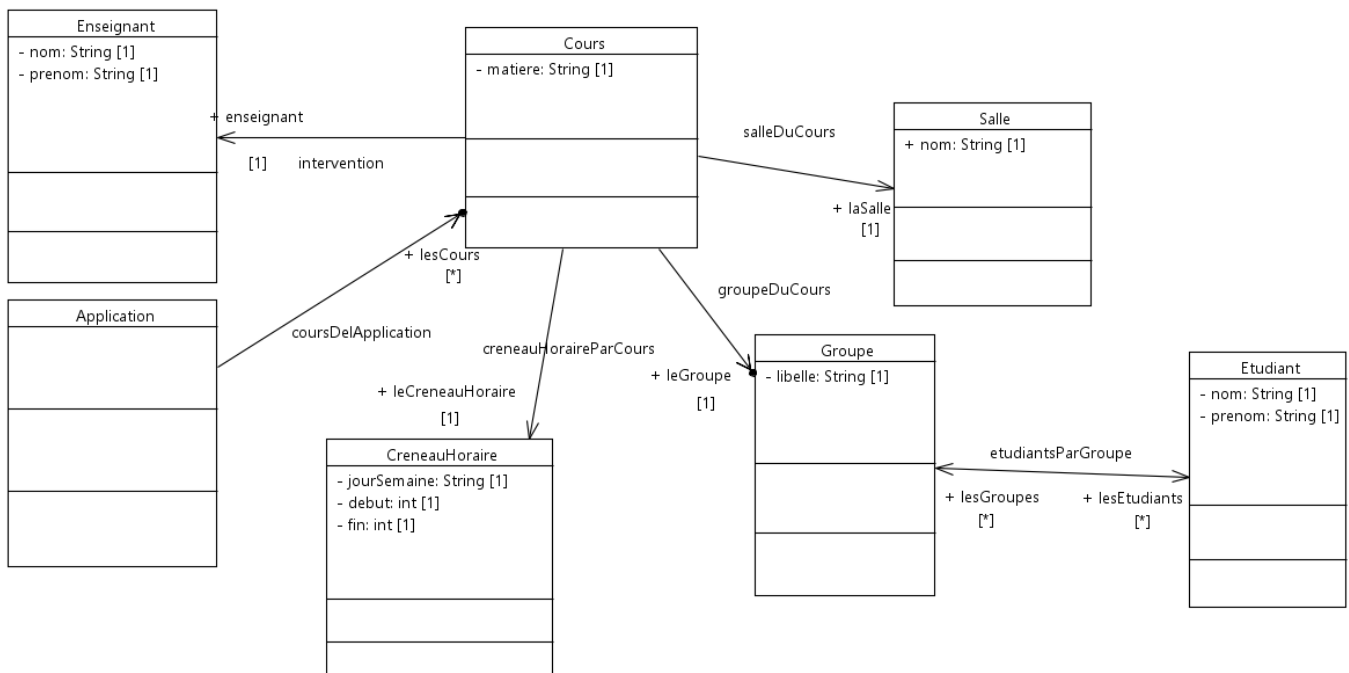 Enseignant
- nom: String [1]
- prenom: String [1]
Cours
- matiere: String [1]
Salle
+ nom: String [1]
+ enseignant
[1]
intervention
salleDuCours
+ laSalle
[1]
+ lesCours
[*]
Application
coursDelApplication
creneauHoraireParCours
groupeDuCours
+ leGroupe
[1]
+ leCreneauHoraire
[1]
CreneauHoraire
- jourSemaine: String [1]
- debut: int [1]
- fin: int [1]
Groupe
- libelle: String [1]
etudiantsParGroupe
+ lesGroupes
[*]
+ lesEtudiants
[*]
Etudiant
- nom: String [1]
- prenom: String [1]